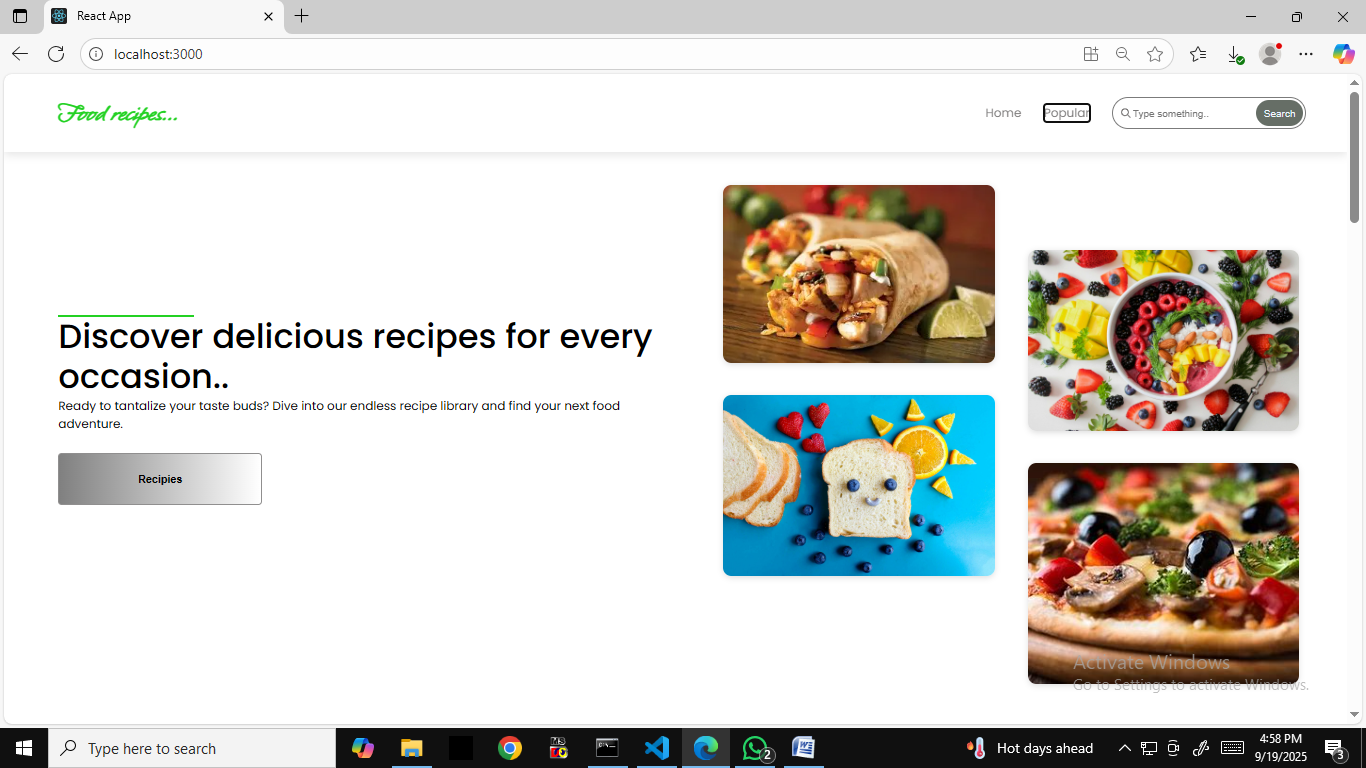 React App
localhost:3000
Food recipes...
Home
Popular
Type something..
Search
Discover delicious recipes for every
occasion..
Ready to tantalize your taste buds? Dive into our endless recipe library and find your next food
adventure.
Recipies
Activate Windows
Go to Settings to activate Windows.
Type here to search
2
Hot days ahead
4:58 PM
9/19/2025
3